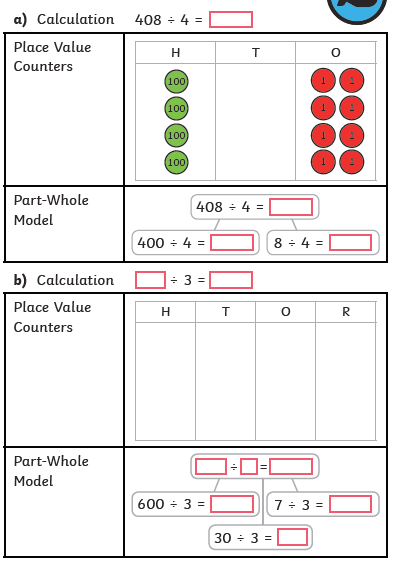 a) Calculation 408 ÷ 4 =
Place Value
Counters
H T O
100 1 1
100 1 1
100 1 1
100 1 1
Part-Whole
Model
408 ÷ 4 =
400 ÷ 4 = 8 ÷ 4 =
b) Calculation ÷ 3 =
Place Value
Counters
H T O R
Part-Whole
Model
÷ =
600 ÷ 3 = 7 ÷ 3 =
30 ÷ 3 =